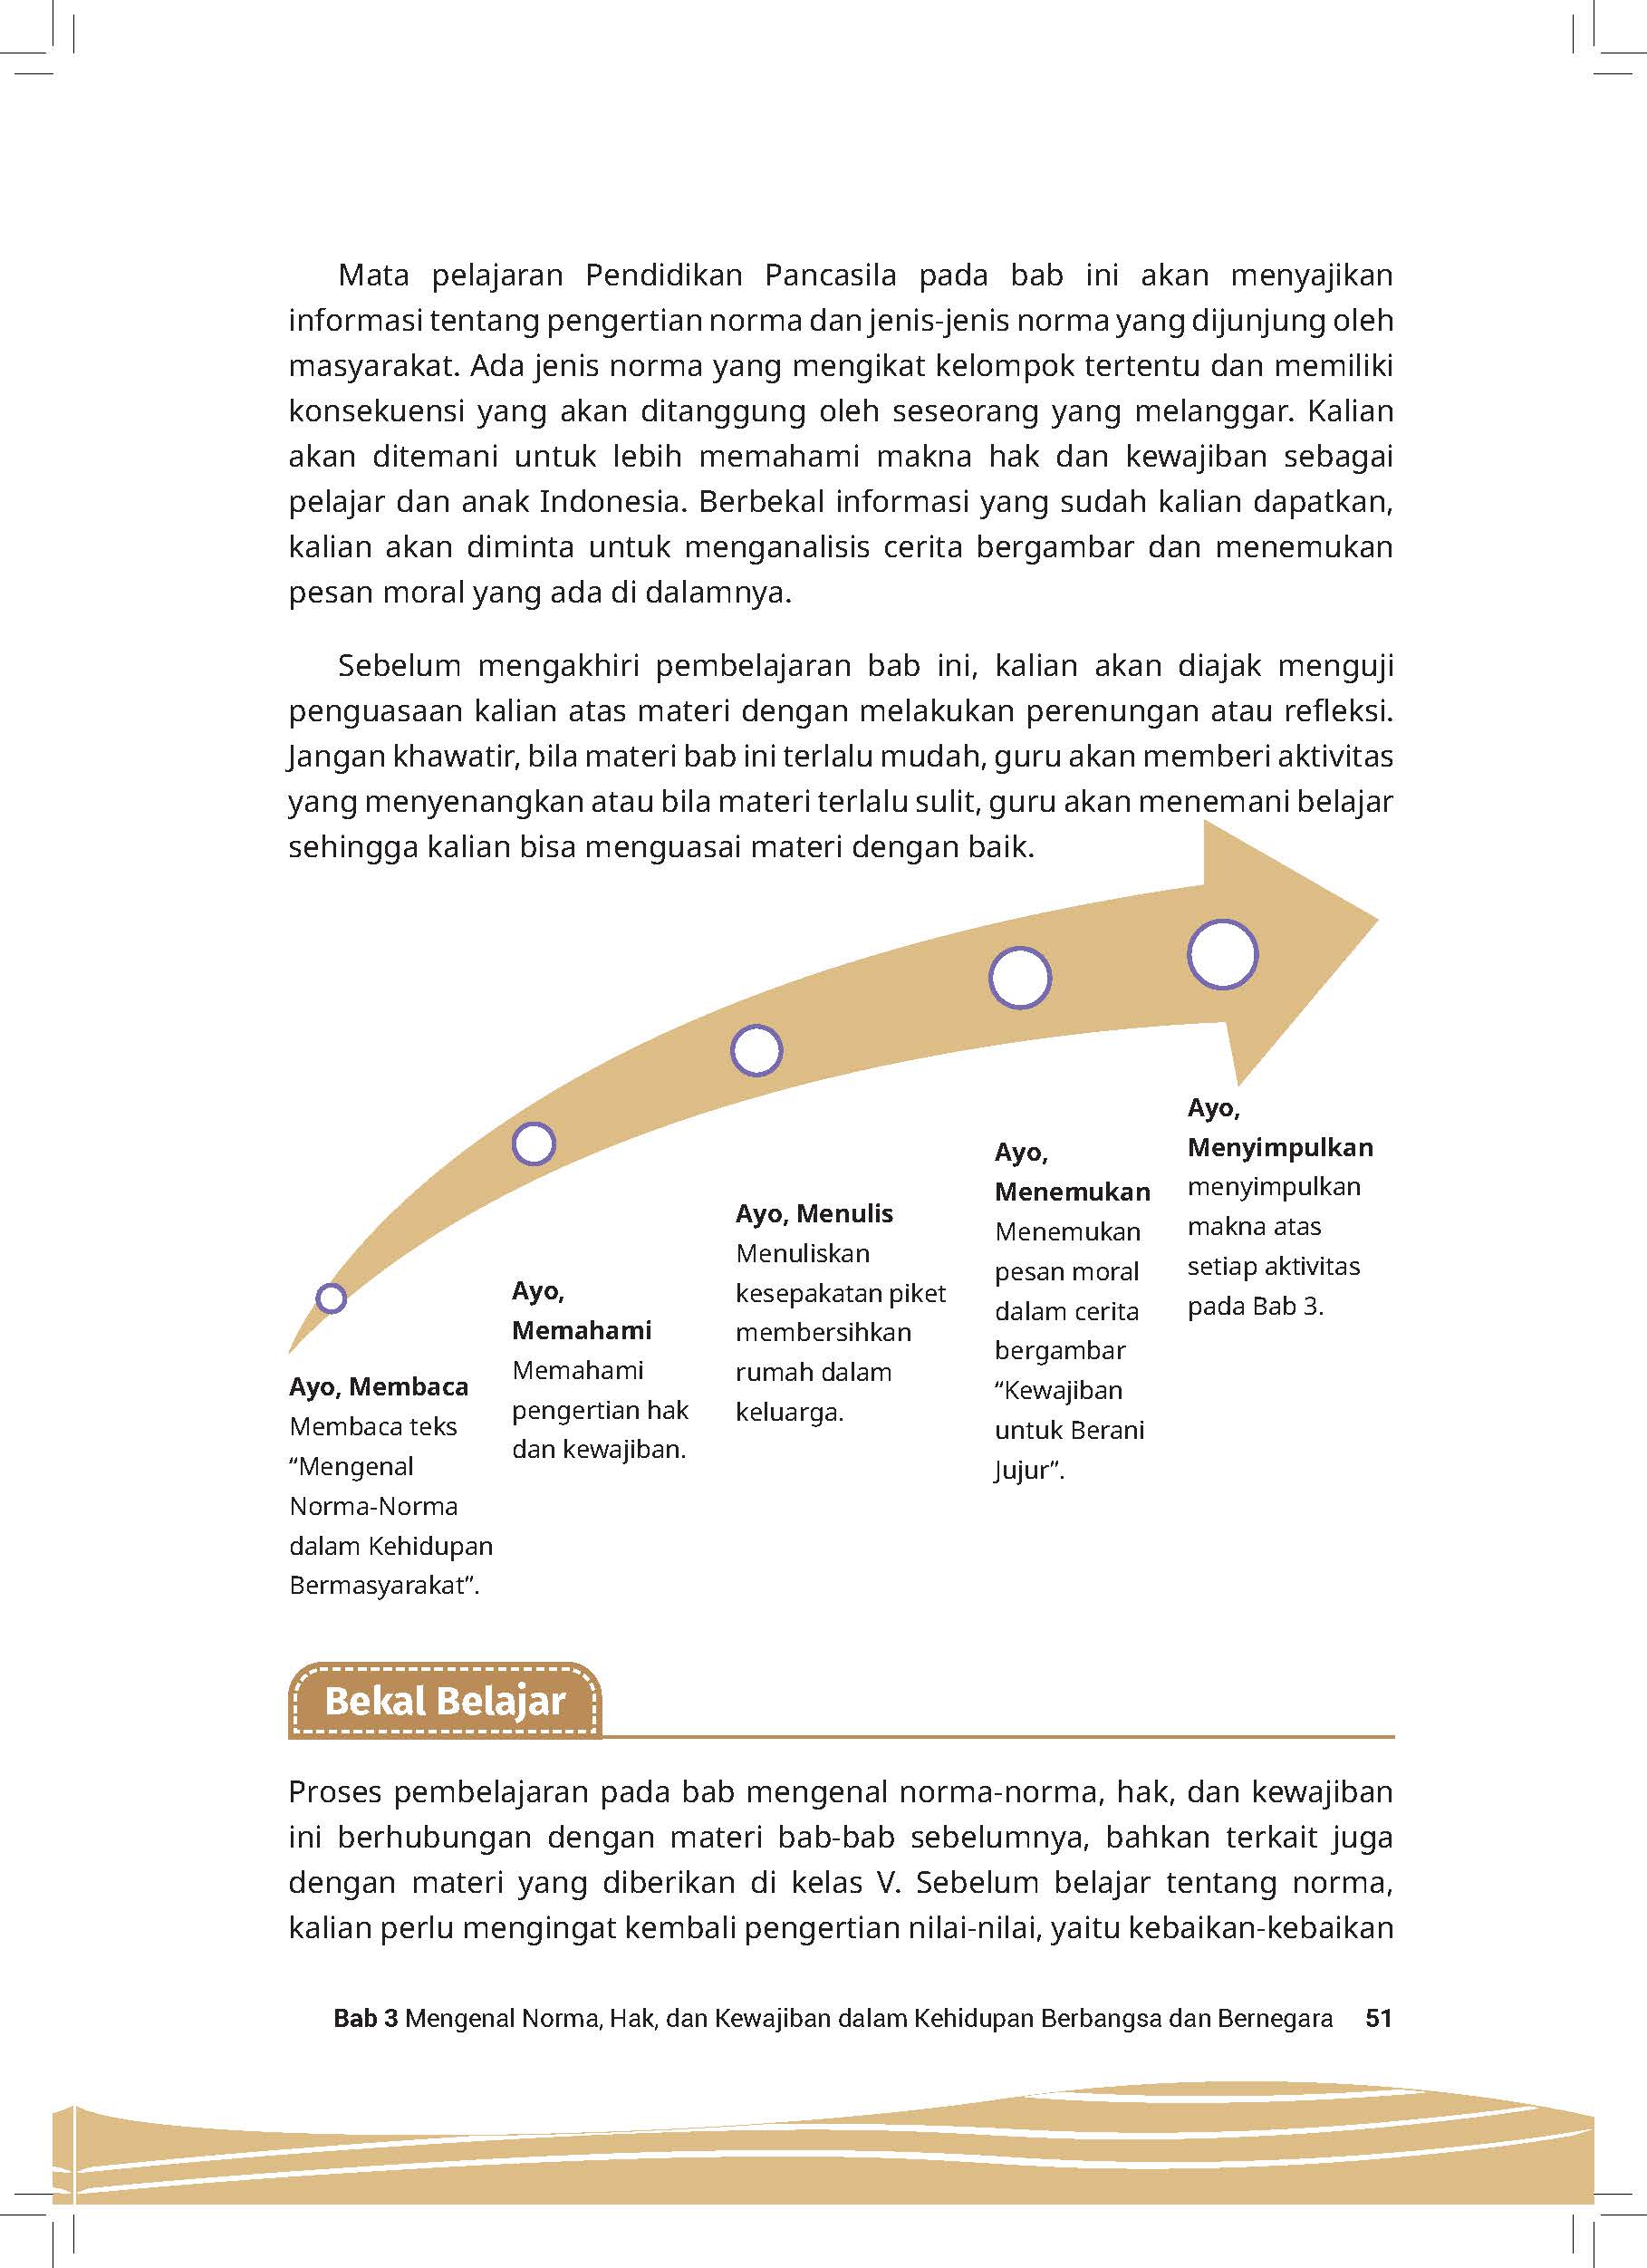 Mata pelajaran Pendidikan Pancasila pada bab ini akan menyajikan
informasi tentang pengertian norma dan jenis-jenis norma yang dijunjung oleh
masyarakat. Ada jenis norma yang mengikat kelompok tertentu dan memiliki
konsekuensi yang akan ditanggung oleh seseorang yang melanggar. Kalian
akan ditemani untuk lebih memahami makna hak dan kewajiban sebagai
pelajar dan anak Indonesia. Berbekal informasi yang sudah kalian dapatkan,
kalian akan diminta untuk menganalisis cerita bergambar dan menemukan
pesan moral yang ada di dalamnya.
Sebelum mengakhiri pembelajaran bab ini, kalian akan diajak menguji
penguasaan kalian atas materi dengan melakukan perenungan atau refleksi.
Jangan khawatir, bila materi bab ini terlalu mudah, guru akan memberi aktivitas
yang menyenangkan atau bila materi terlalu sulit, guru akan menemani belajar
sehingga kalian bisa menguasai materi dengan baik.
Ayo, Membaca
Membaca teks
“Mengenal
Norma-Norma
dalam Kehidupan
Bermasyarakat”.
Ayo,
Memahami
Memahami
pengertian hak
dan kewajiban.
Ayo, Menulis
Menuliskan
kesepakatan piket
membersihkan
rumah dalam
keluarga.
Ayo,
Menemukan
Menemukan
pesan moral
dalam cerita
bergambar
“Kewajiban
untuk Berani
Jujur”.
Ayo,
Menyimpulkan
menyimpulkan
makna atas
setiap aktivitas
pada Bab 3.
Bekal Belajar
Proses pembelajaran pada bab mengenal norma-norma, hak, dan kewajiban
ini berhubungan dengan materi bab-bab sebelumnya, bahkan terkait juga
dengan materi yang diberikan di kelas V. Sebelum belajar tentang norma,
kalian perlu mengingat kembali pengertian nilai-nilai, yaitu kebaikan-kebaikan
Bab 3 Mengenal Norma, Hak, dan Kewajiban dalam Kehidupan Berbangsa dan Bernegara 51